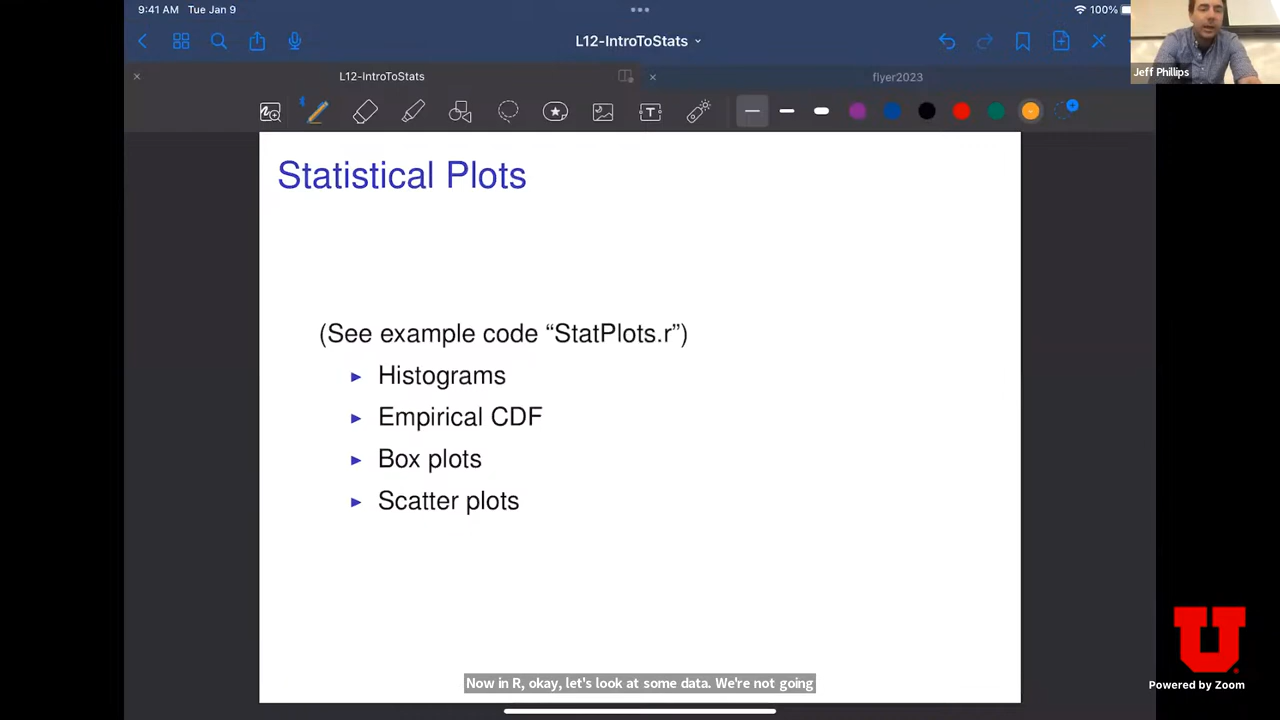 9:41 AM Tue Jan 9
100%
L12-IntroToStats
Jeff Phillips
L12-IntroToStats
flyer2023
T
Statistical Plots
(See example code “StatPlots.r”)
Histograms
Empirical CDF
Box plots
Scatter plots
U
Now in R, okay, let's look at some data. We're not going
Powered by Zoom